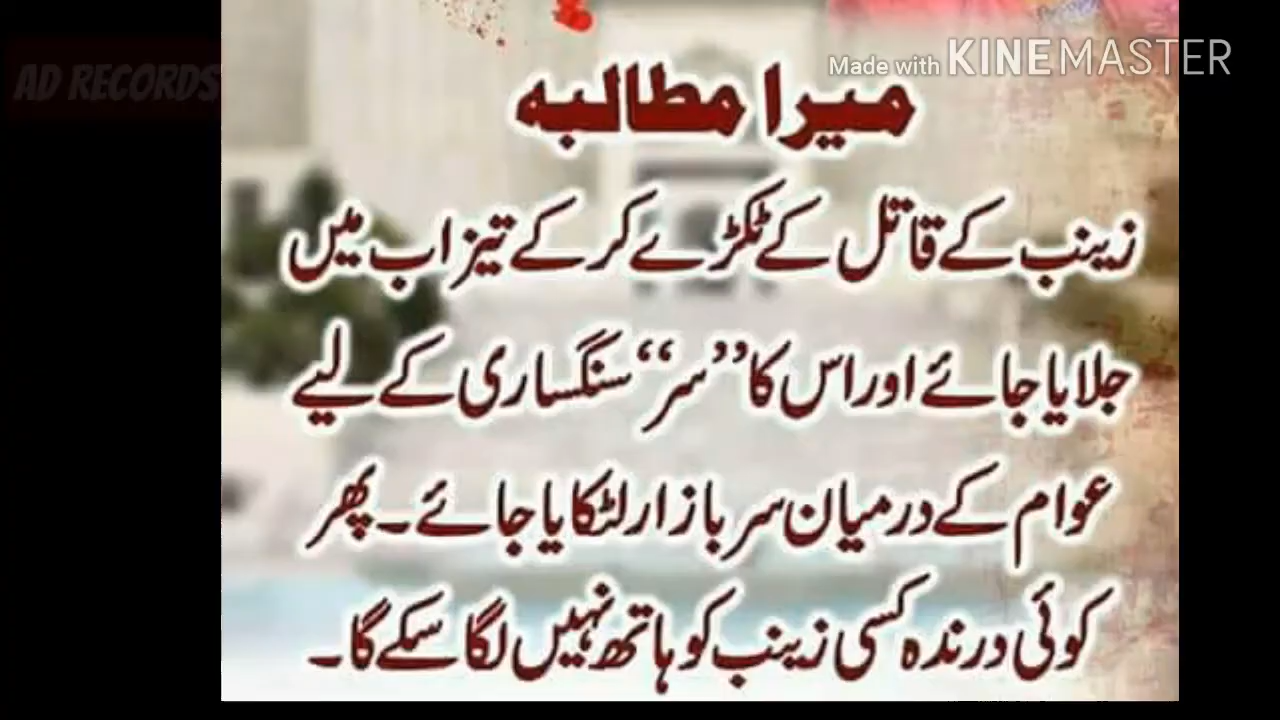 Made with KINEMASTER
AD RECORDS
میرا مطالبہ
زینب کے قاتل کے ٹکڑے کر کے تیزاب میں
جلایا جائے اور اس کا ”سر“ سنگساری کے لیے
عوام کے درمیان سر بازار لٹکایا جائے۔ پھر
کوئی درندہ کسی زینب کو ہاتھ نہیں لگا سکے گا۔